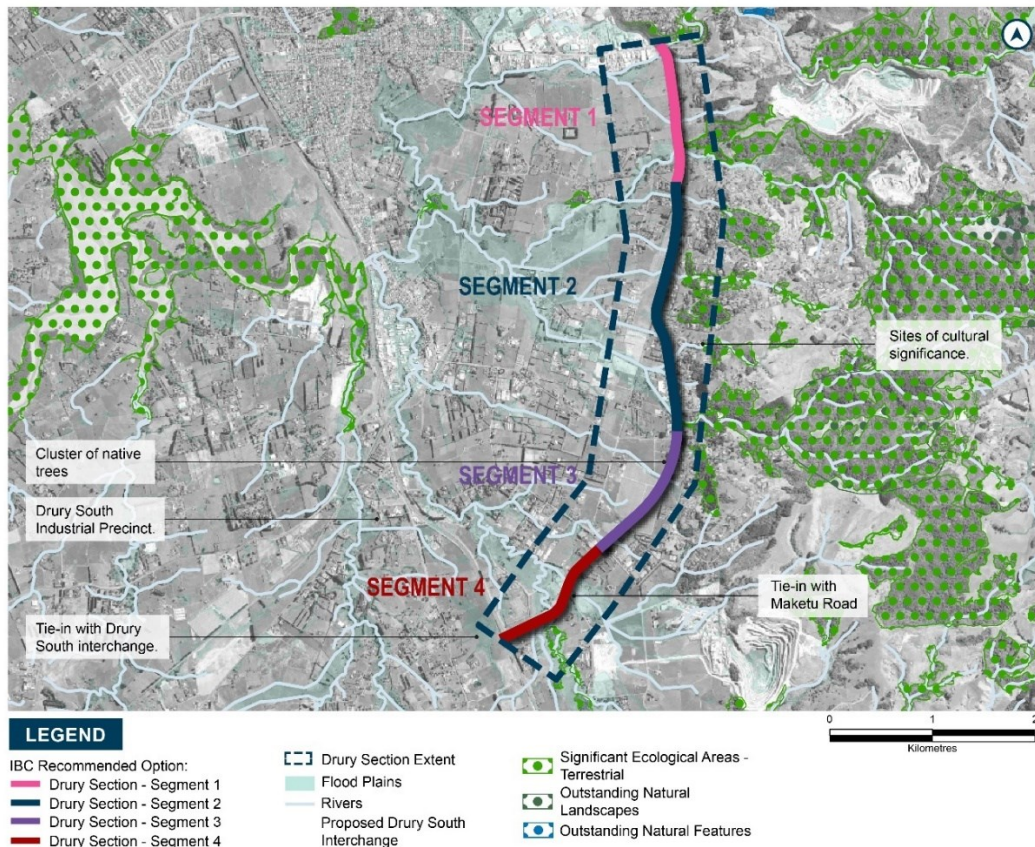 SEGMENT 1
SEGMENT 2
Sites of cultural
significance.
Cluster of native
trees
SEGMENT 3
Drury South
Industrial Precinct.
SEGMENT 4
Tie-in with
Maketu Road
Tie-in with Drury
South interchange.
LEGEND
IBC Recommended Option:
Drury Section - Segment 1
Drury Section - Segment 2
Drury Section - Segment 3
Drury Section - Segment 4
Drury Section Extent
Flood Plains
Rivers
Proposed Drury South
Interchange
Significant Ecological Areas -
Terrestrial
Outstanding Natural
Landscapes
Outstanding Natural Features
0 1 2
Kilometres